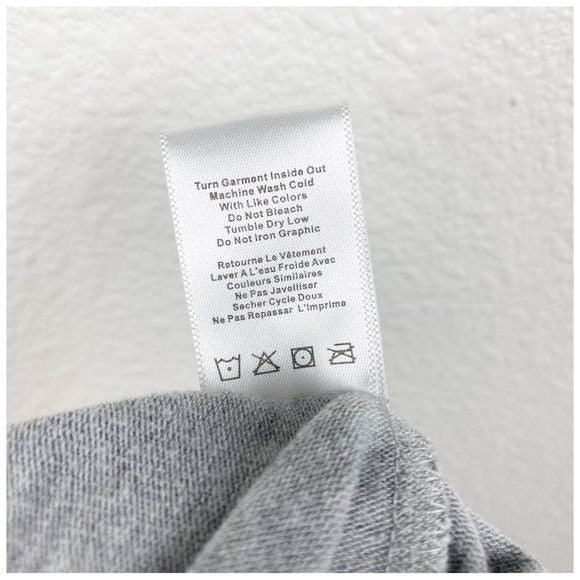 Turn Garment Inside Out
Machine Wash Cold
With Like Colors
Do Not Bleach
Tumble Dry Low
Do Not Iron Graphic
Retourne Le Vêtement
Laver A L'eau Froide Avec
Couleurs Similaires
Ne Pas Javelliser
Secher Cycle Doux
Ne Pas Repassar L'Imprime